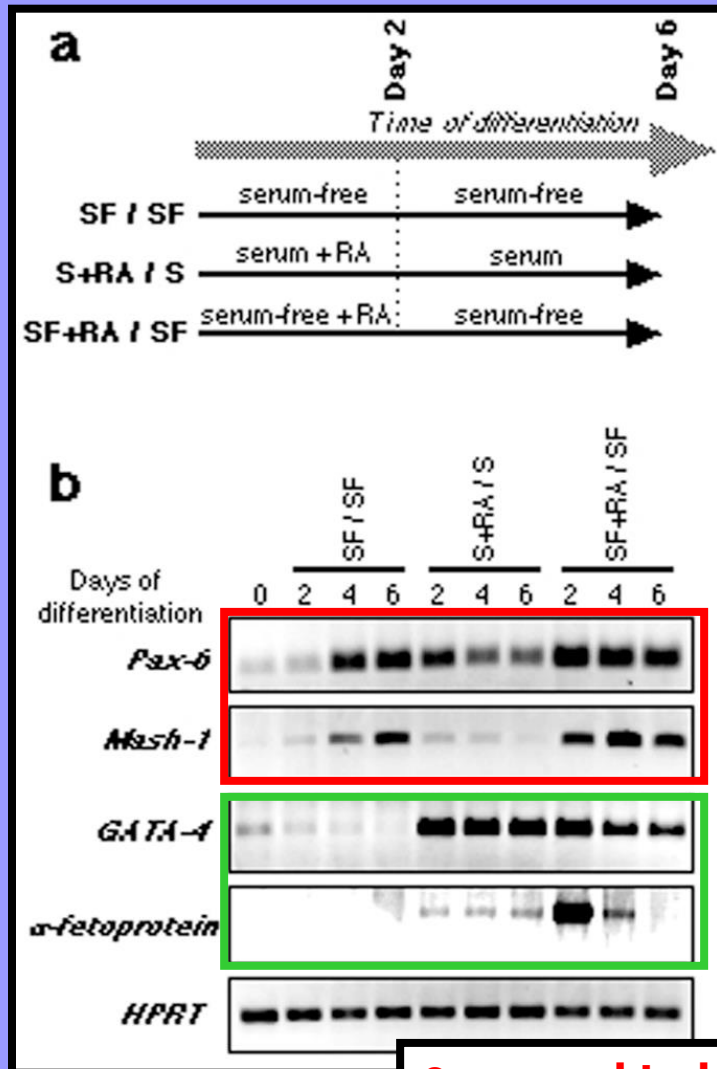 a
Day 2
Day 6
Time of differentiation
SF / SF
serum-free
serum-free
S+RA / S
serum + RA
serum
SF+RA / SF
serum-free + RA
serum-free
b
SF / SF
S+RA / S
SF+RA / SF
Days of
differentiation
0 2 4 6 2 4 6 2 4 6
Pax-6
Mash-1
GATA-4
α-fetoprotein
HPRT